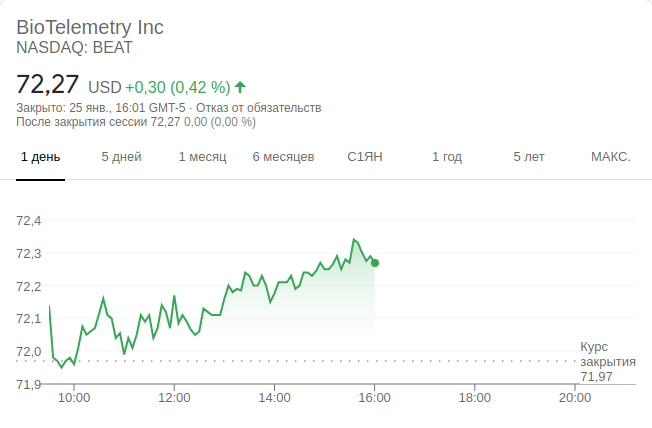 BioTelemetry Inc
NASDAQ: BEAT
72,27 USD +0,30 (0,42 %)
Закрыто: 25 янв., 16:01 GMT-5 · Отказ от обязательств
После закрытия сессии 72,27 0,00 (0,00 %)
1 день 5 дней 1 месяц 6 месяцев С1ЯН 1 год 5 лет МАКС.
72,4
72,3
72,2
72,1
72,0
71,9
Курс
закрытия
71,97
10:00 12:00 14:00 16:00 18:00 20:00